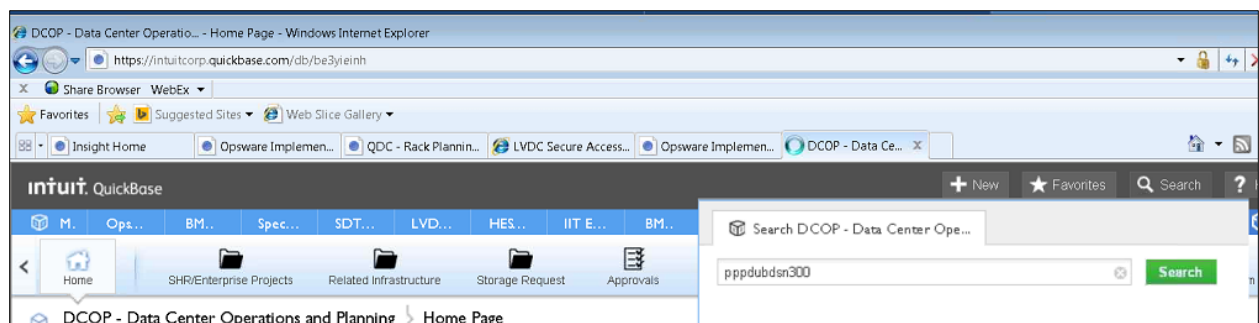 DCOP - Data Center Operatio... - Home Page - Windows Internet Explorer
https://intuitcorp.quickbase.com/db/be3yieinh
X Share Browser WebEx
Favorites Suggested Sites Web Slice Gallery
Insight Home Opsware Implemen... QDC - Rack Plannin... LVDC Secure Access... Opsware Implemen... DCOP - Data Ce... X
intuit. QuickBase New Favorites Search ?
M. Ops... BM.. Spec... SDT... LVD... HES... IIT E... BM..
Search DCOP - Data Center Ope...
Home SHR/Enterprise Projects Related Infrastructure Storage Request Approvals
pppdubdsn300 Search
DCOP - Data Center Operations and Planning Home Page